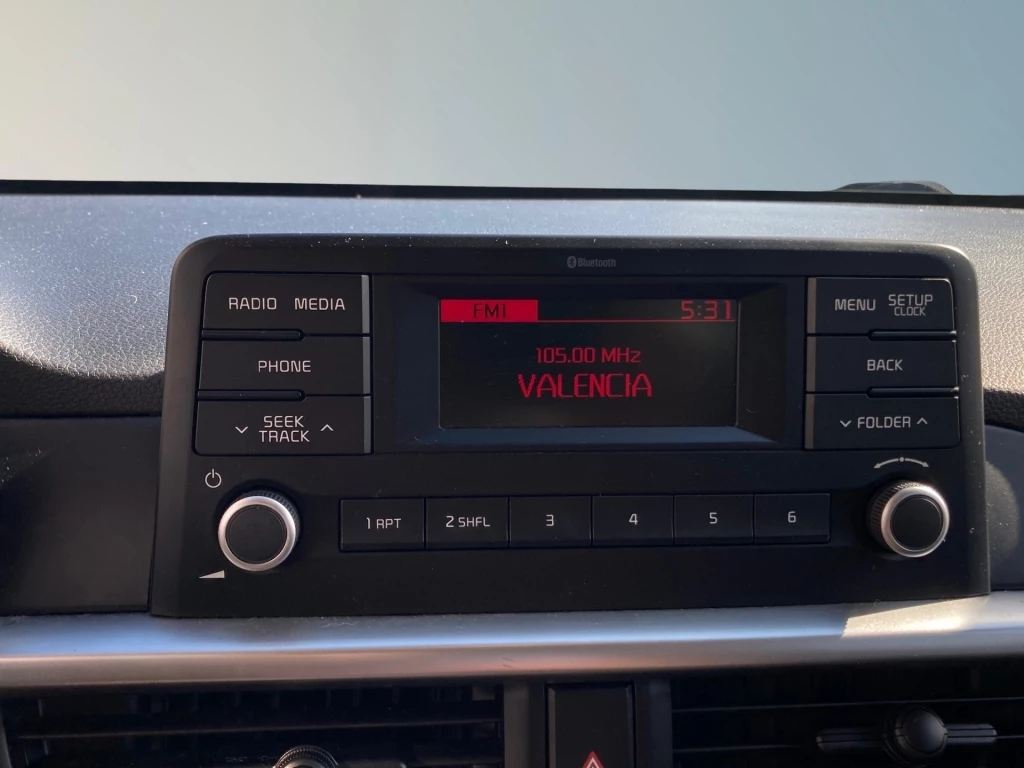 Bluetooth
RADIO MEDIA
PHONE
SEEK
TRACK
FM1 5:31
105.00 MHz
VALENCIA
MENU SETUP
CLOCK
BACK
FOLDER
1 RPT 2 SHFL 3 4 5 6